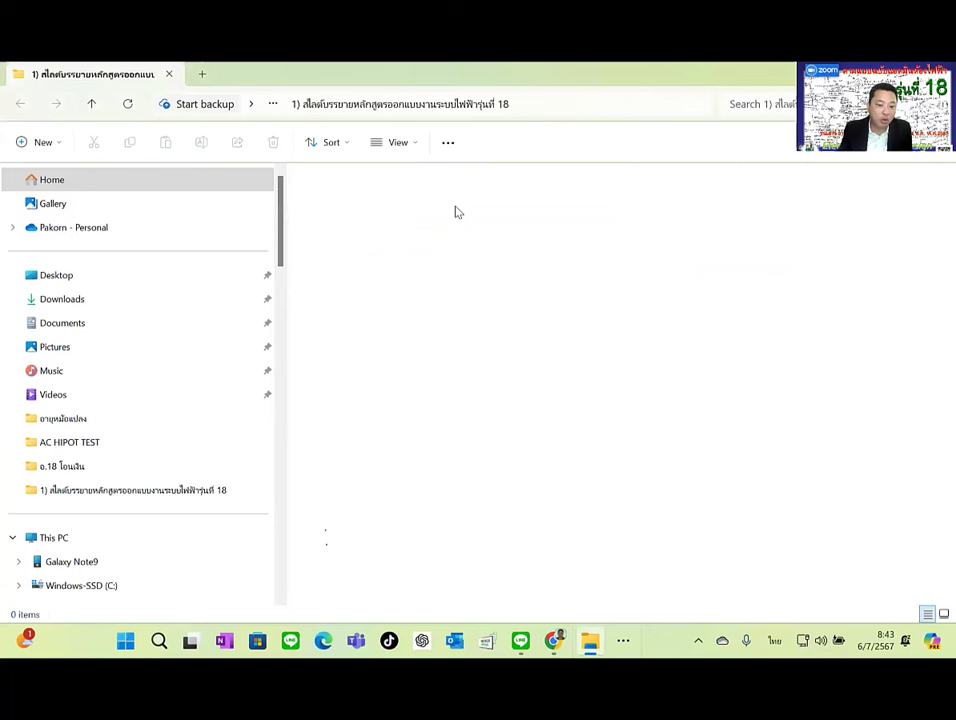 1) สไลด์บรรยายหลักสูตรออกแบบ
Start backup
1) สไลด์บรรยายหลักสูตรออกแบบงานระบบไฟฟ้ารุ่นที่ 18
Search 1)
zoom
รุ่นที่ 18
New
Sort
View
Home
Gallery
Pakorn - Personal
Desktop
Downloads
Documents
Pictures
Music
Videos
อายุหม้อแปลง
AC HIPOT TEST
อ.18 โอนเงิน
1) สไลด์บรรยายหลักสูตรออกแบบงานระบบไฟฟ้ารุ่นที่ 18
This PC
Galaxy Note9
Windows-SSD (C:)
0 items
1
ไทย
8:43
6/7/2567
PRE